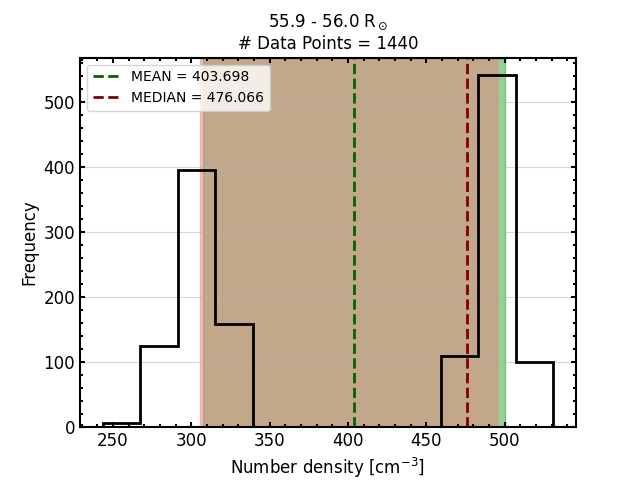 55.9 - 56.0 R⊙
# Data Points = 1440
MEAN = 403.698
MEDIAN = 476.066
Frequency
500
400
300
200
100
0
250 300 350 400 450 500
Number density [cm⁻³]